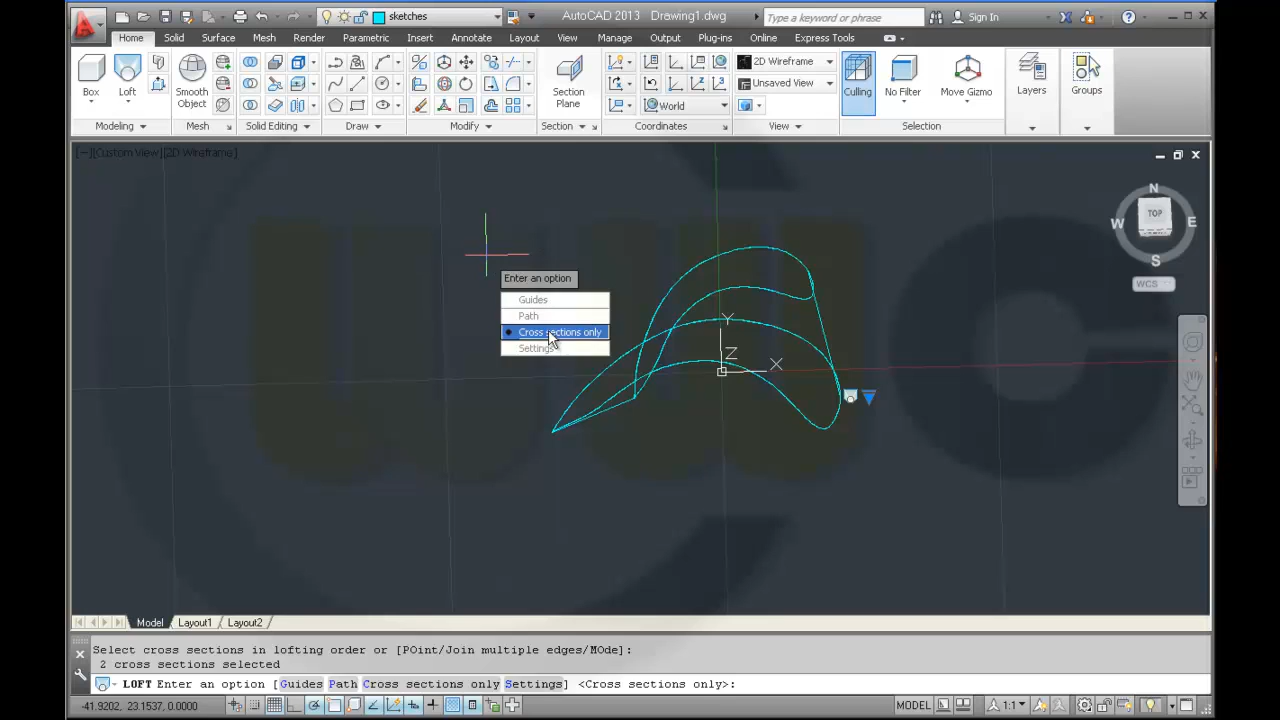 sketches
AutoCAD 2013 Drawing1.dwg
Type a keyword or phrase
Sign In
Home Solid Surface Mesh Render Parametric Insert Annotate Layout View Manage Output Plug-ins Online Express Tools
Box Loft Smooth Object Section Plane 2D Wireframe Unsaved View World Culling No Filter Move Gizmo Layers Groups
Modeling Mesh Solid Editing Draw Modify Section Coordinates View Selection
[−][Custom View][2D Wireframe]
N
W TOP E
S
WCS
Enter an option
Guides
Path
Cross sections only
Settings
Y
Z
X
Model Layout1 Layout2
Select cross sections in lofting order or [POint/Join multiple edges/MOde]:
2 cross sections selected
LOFT Enter an option [Guides Path Cross sections only Settings] <Cross sections only>:
-41.9202, 23.1537, 0.0000 MODEL 1:1